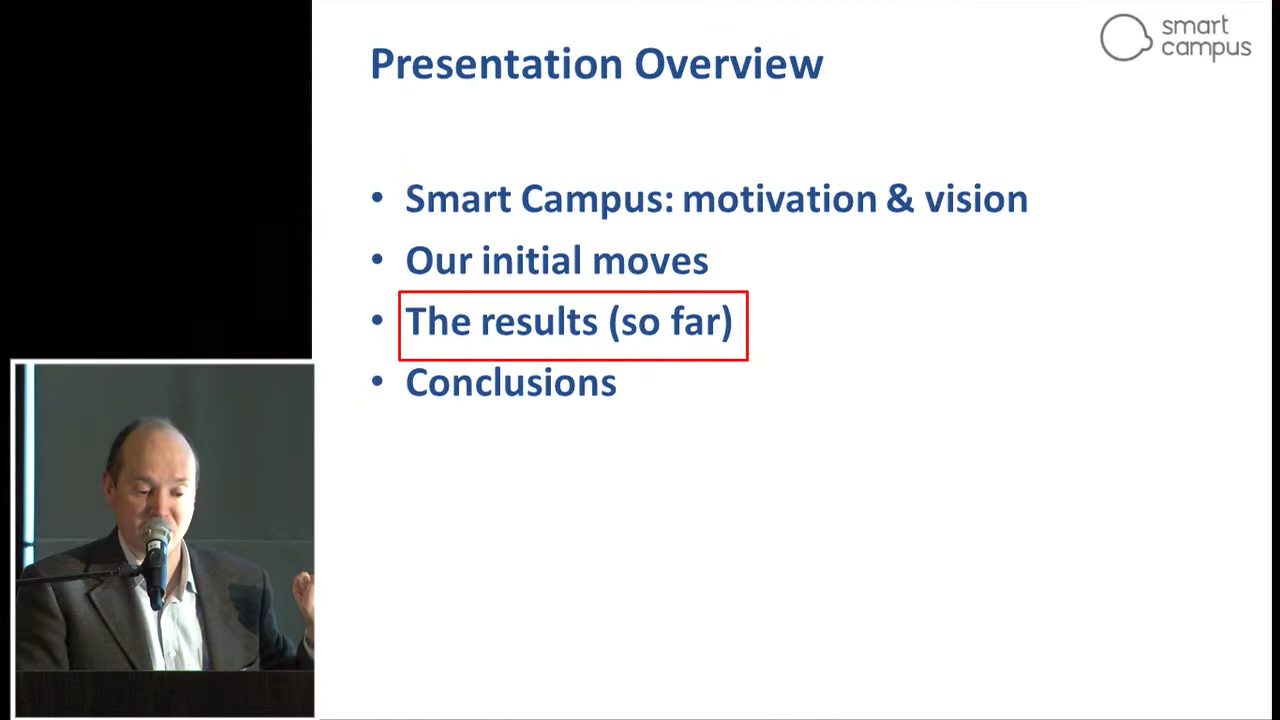 smart
campus
Presentation Overview
• Smart Campus: motivation & vision
• Our initial moves
• The results (so far)
• Conclusions